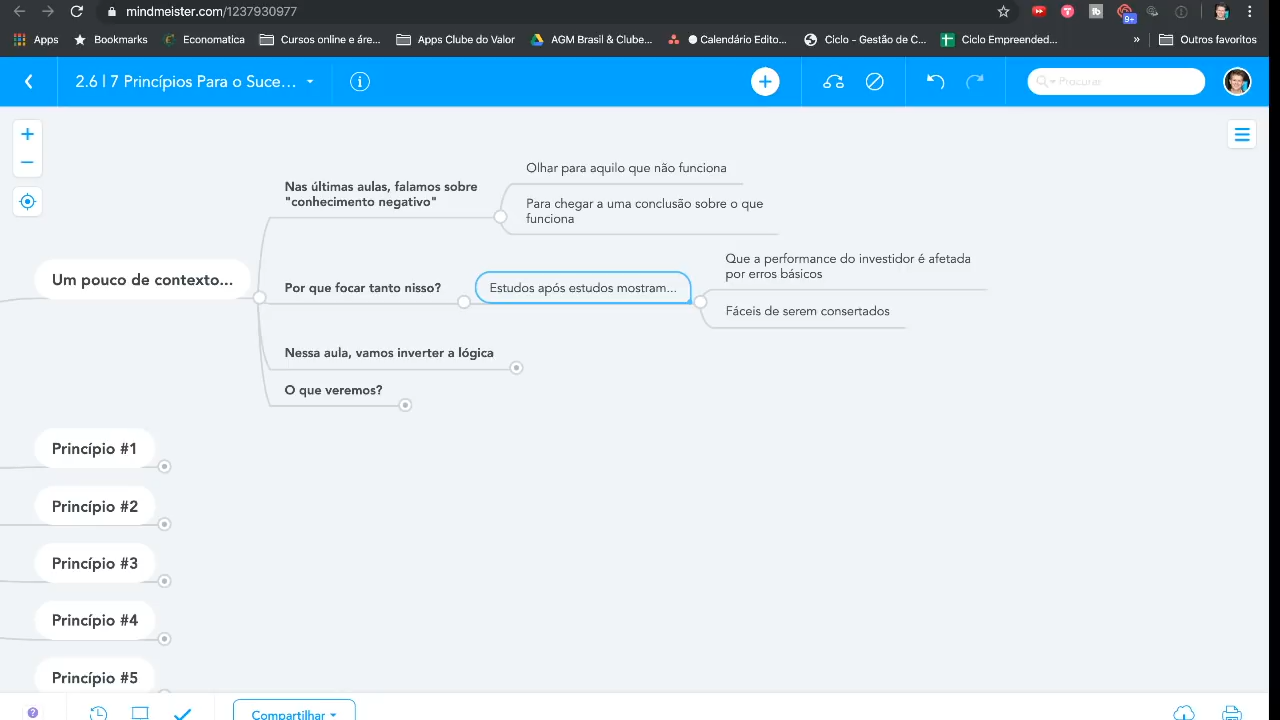 mindmeister.com/1237930977
9+
Apps
Bookmarks
Economatica
Cursos online e áre...
Apps Clube do Valor
AGM Brasil & Clube...
Calendário Edito...
Ciclo - Gestão de C...
Ciclo Empreended...
»
Outros favoritos
2.6 | 7 Princípios Para o Suce...
Procurar
Olhar para aquilo que não funciona
Nas últimas aulas, falamos sobre
"conhecimento negativo"
Para chegar a uma conclusão sobre o que
funciona
Um pouco de contexto...
Por que focar tanto nisso?
Estudos após estudos mostram...
Que a performance do investidor é afetada
por erros básicos
Fáceis de serem consertados
Nessa aula, vamos inverter a lógica
O que veremos?
Princípio #1
Princípio #2
Princípio #3
Princípio #4
Princípio #5
?
Compartilhar